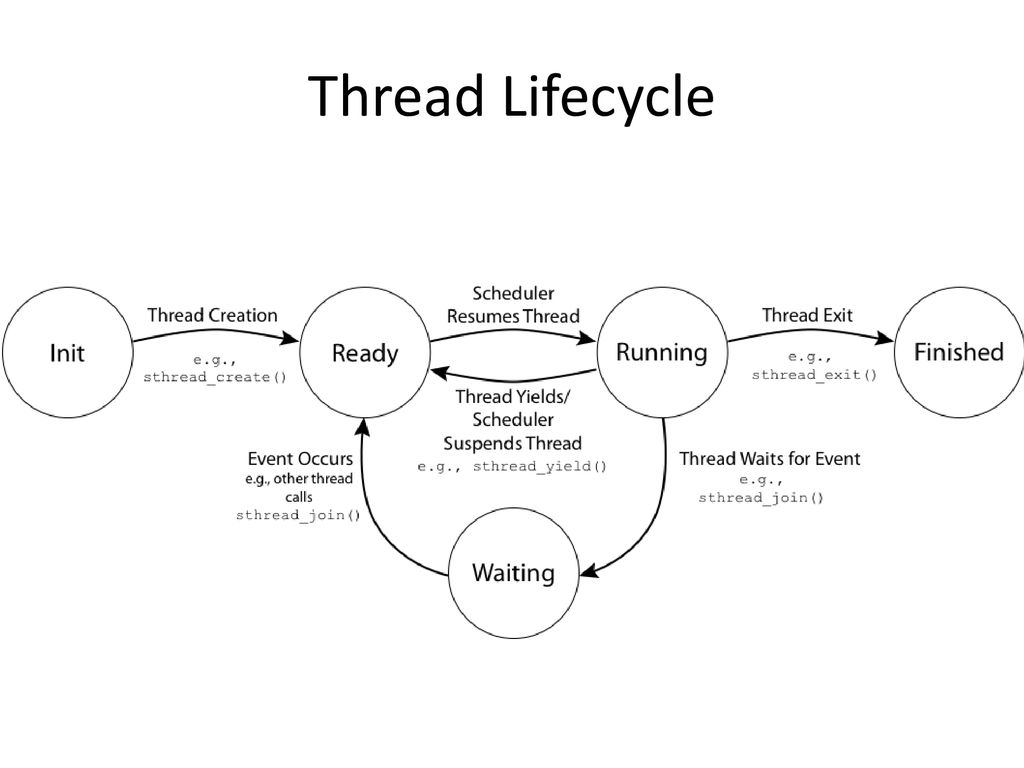 Thread Lifecycle
Init
Thread Creation
e.g.,
sthread_create()
Ready
Scheduler
Resumes Thread
Thread Yields/
Scheduler
Suspends Thread
e.g., sthread_yield()
Running
Thread Exit
e.g.,
sthread_exit()
Finished
Event Occurs
e.g., other thread
calls
sthread_join()
Thread Waits for Event
e.g.,
sthread_join()
Waiting